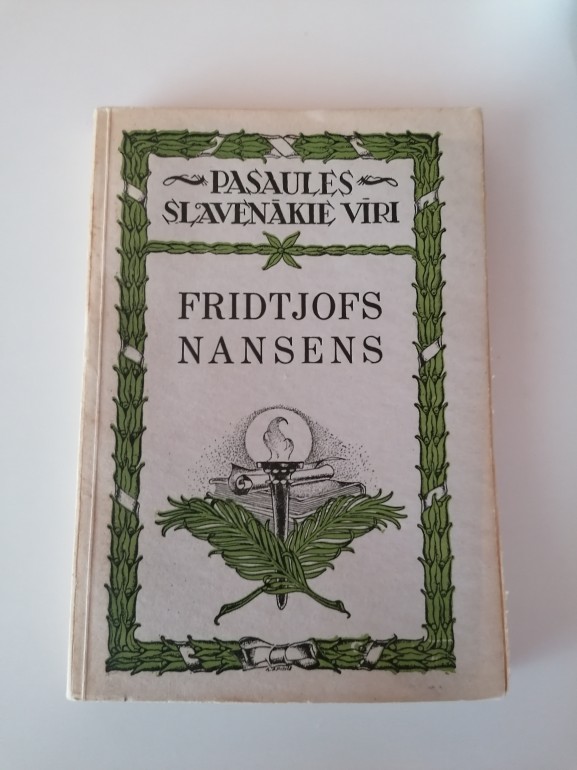 PASAULES
SLAVENĀKIE VĪRI
FRIDTJOFS
NANSENS